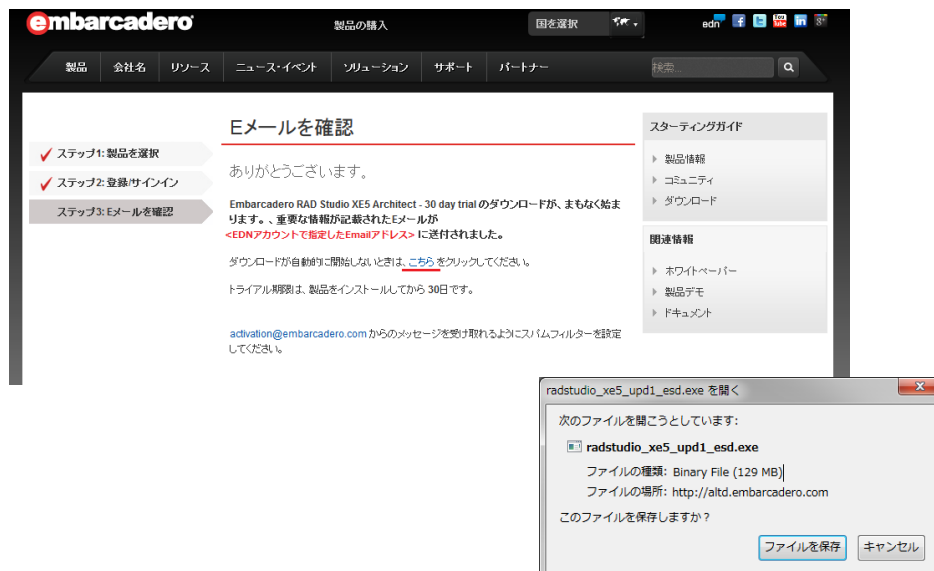 embarcadero
製品の購入
国を選択
edn
You Tube
製品 会社名 リソース ニュース・イベント ソリューション サポート パートナー
検索...
Eメールを確認
ステップ1: 製品を選択
ステップ2: 登録/サインイン
ステップ3: Eメールを確認
ありがとうございます。
Embarcadero RAD Studio XE5 Architect - 30 day trial のダウンロードが、まもなく始
まります。、重要な情報が記載されたEメールが
<EDNアカウントで指定したEmailアドレス> に送付されました。
ダウンロードが自動的に開始しないときは、こちら をクリックしてください。
トライアル期限は、製品をインストールしてから 30日です。
activation@embarcadero.com からのメッセージを受け取れるようにスパムフィルターを設定
してください。
スターティングガイド
製品情報
コミュニティ
ダウンロード
関連情報
ホワイトペーパー
製品デモ
ドキュメント
radstudio_xe5_upd1_esd.exe を開く
次のファイルを開こうとしています:
radstudio_xe5_upd1_esd.exe
ファイルの種類: Binary File (129 MB)
ファイルの場所: http://altd.embarcadero.com
このファイルを保存しますか?
ファイルを保存 キャンセル